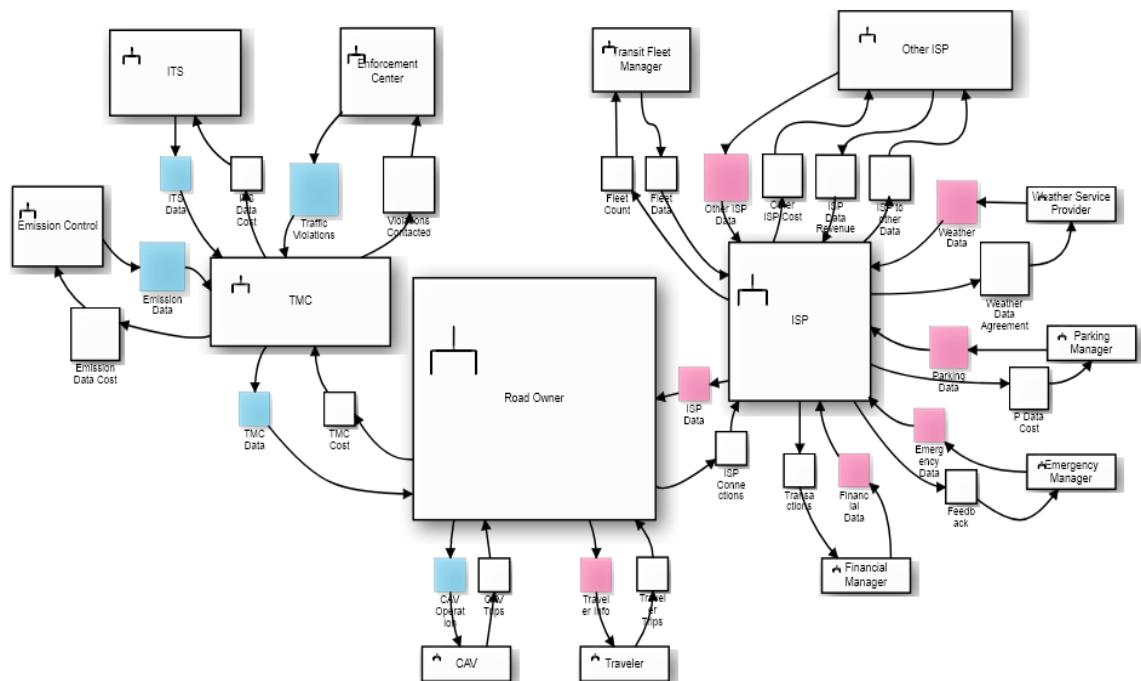 ITS
Enforcement
Center
Transit Fleet
Manager
Other ISP
ITS
Data
ITS
Data
Cost
Traffic
Violations
Violations
Contacted
Fleet
Count
Fleet
Data
Other ISP
Data
Other
ISP Cost
ISP
Data
Revenue
ISP to
other
Data
Weather
Data
Weather Service
Provider
Emission Control
Emission
Data
TMC
Weather
Data
Agreement
Emission
Data Cost
ISP
Parking
Manager
Parking
Data
P Data
Cost
Road Owner
ISP
Data
TMC
Data
TMC
Cost
ISP
Conne
ctions
Transa
ctions
Financ
ial
Data
Emerg
ency
Data
Emergency
Manager
Feedb
ack
Financial
Manager
CAV
Operat
ion
CAV
Trips
Travel
er Info
Travel
er
Trips
CAV
Traveler